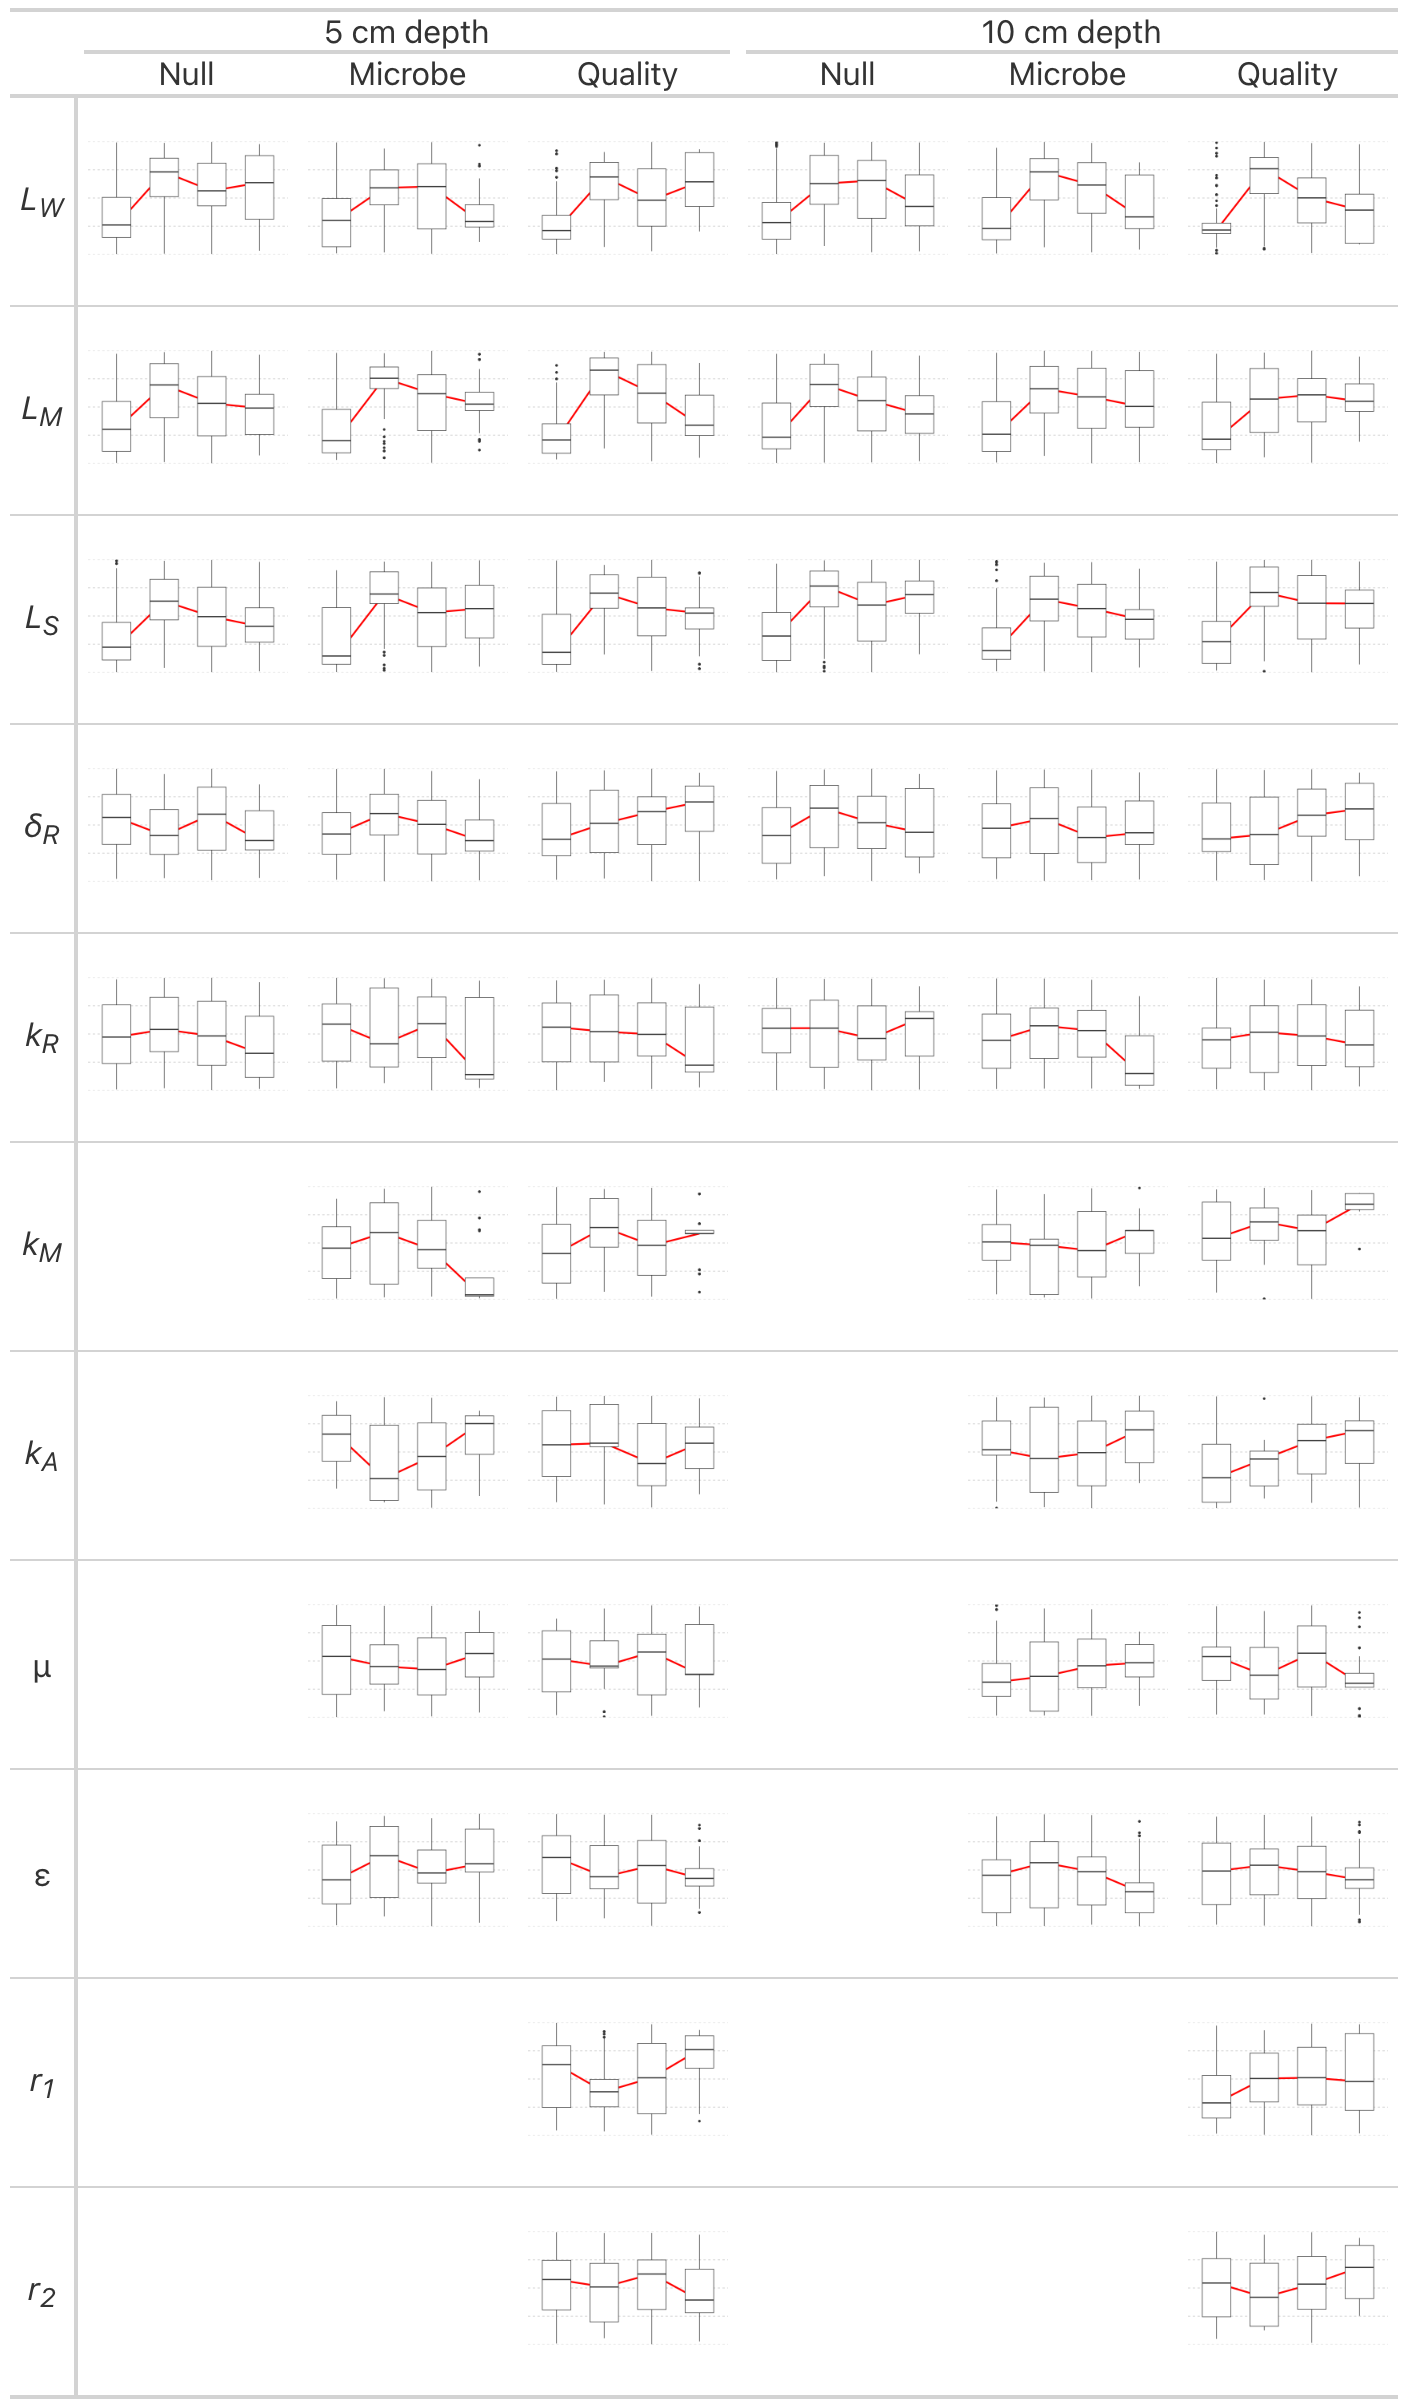 5 cm depth 10 cm depth
Null Microbe Quality Null Microbe Quality
L_W
L_M
L_S
δ_R
k_R
k_M
k_A
μ
ε
r_1
r_2